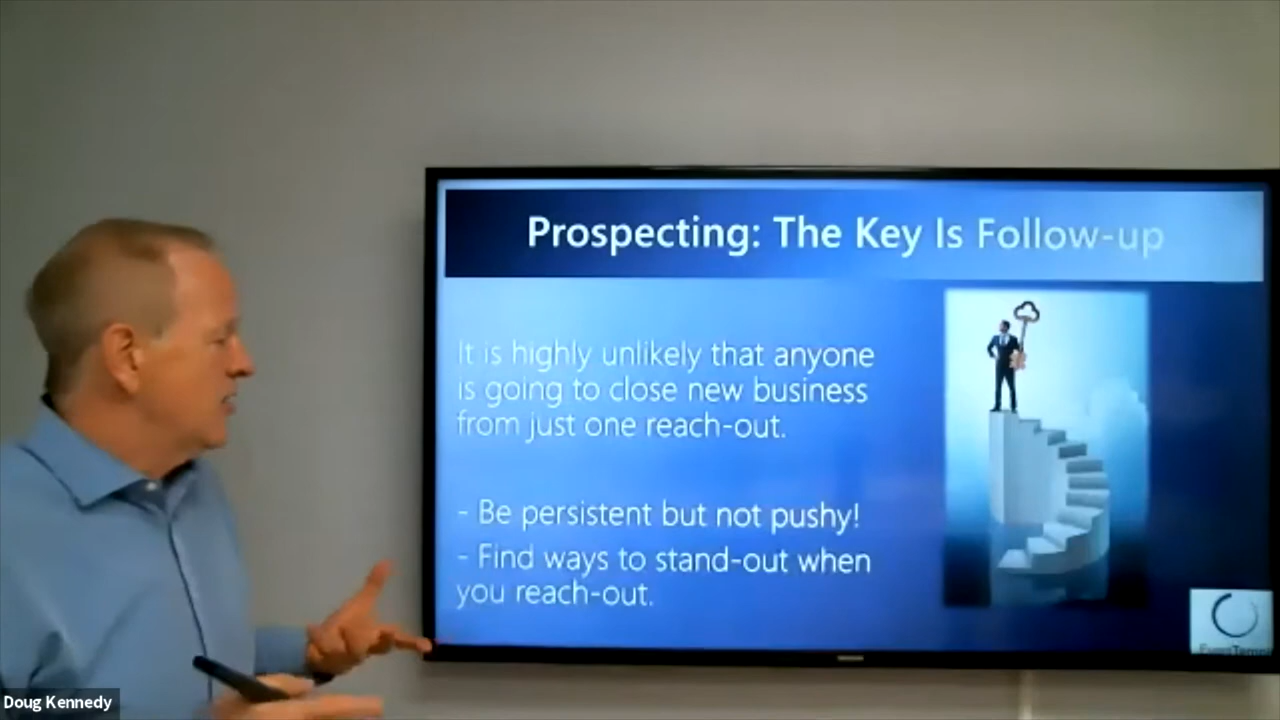 Prospecting: The Key Is Follow-up
It is highly unlikely that anyone
is going to close new business
from just one reach-out.
- Be persistent but not pushy!
- Find ways to stand-out when
you reach-out.
Doug Kennedy